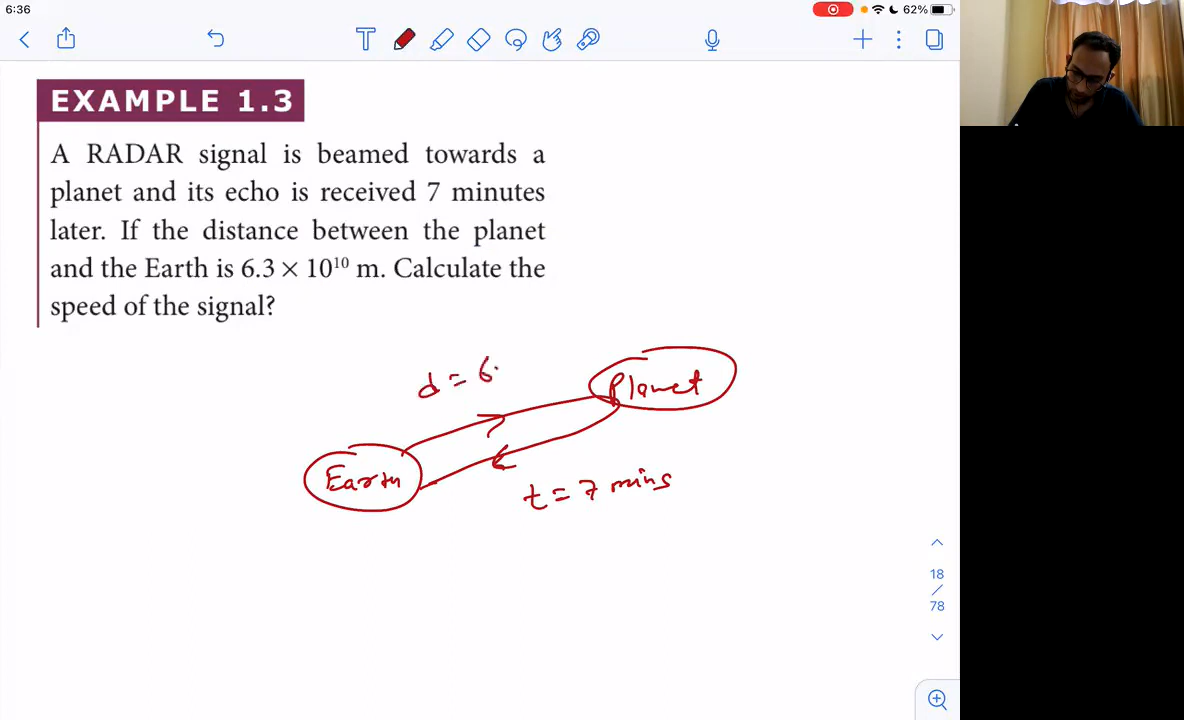 6:36
62%
T
EXAMPLE 1.3
A RADAR signal is beamed towards a
planet and its echo is received 7 minutes
later. If the distance between the planet
and the Earth is 6.3 × 10¹⁰ m. Calculate the
speed of the signal?
d = 6.
Planet
Earth
t = 7 mins
18
/
78